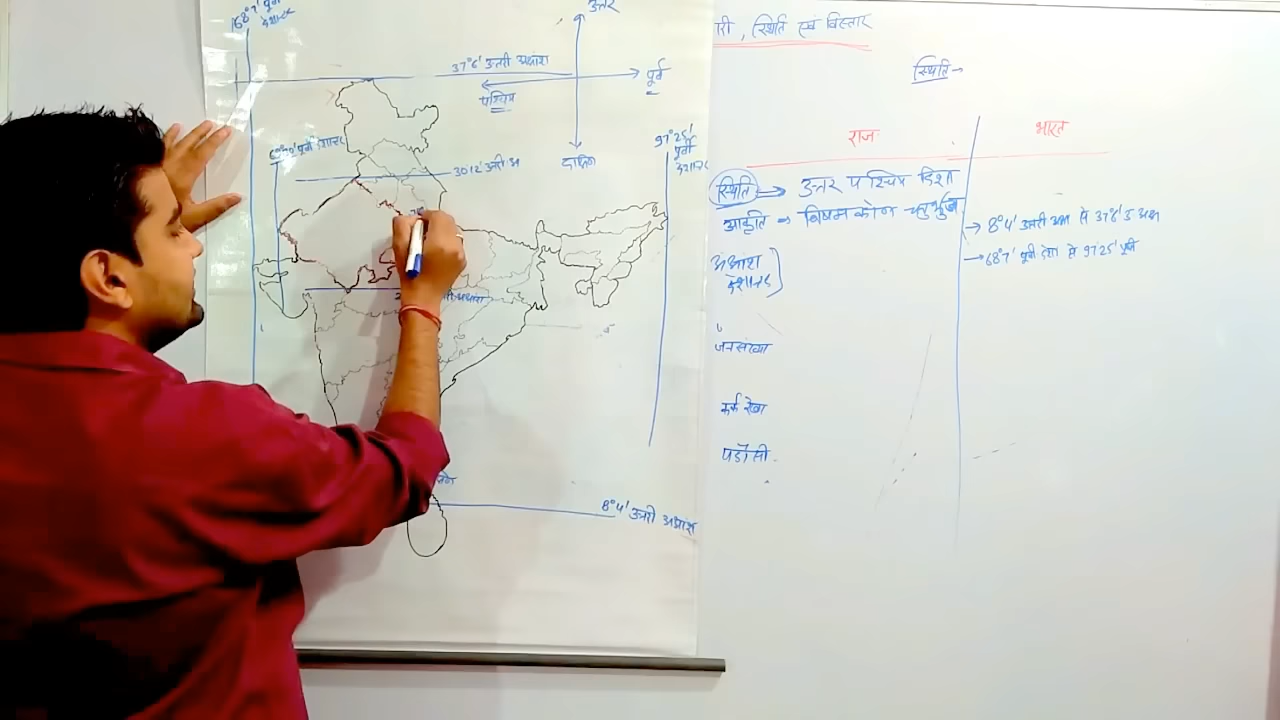 68°7' पूर्वी
देशान्तर
उत्तर
37°6' उत्तरी अक्षांश
पूर्व
पश्चिम
दक्षिण
97°25'
पूर्वी
देशान्तर
पूर्वी देशान्तर
30°12' उत्तरी अ
8°4' उत्तरी अक्षांश
, स्थिति एवं विस्तार
स्थिति→
राज
भारत
स्थिति ⇒ उत्तर पश्चिम दिशा
आकृति ⇒ विषम कोण चतुर्भुज
→ 8°4' उत्तरी अक्ष से 37°6' उ अक्ष
→ 68°7' पूर्वी देशा से 97°25' पूर्वी
अक्षांश
देशान्तर
जनसंख्या
कर्क रेखा
पडौसी